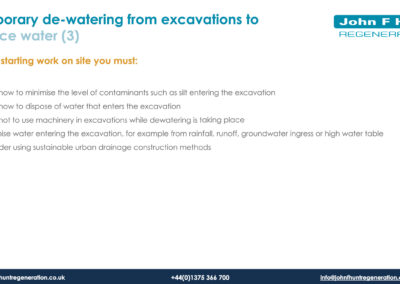 porary de-watering from excavations to
ce water (3)
John F H
REGENERA
starting work on site you must:
how to minimise the level of contaminants such as silt entering the excavation
how to dispose of water that enters the excavation
not to use machinery in excavations while dewatering is taking place
ise water entering the excavation, for example from rainfall, runoff, groundwater ingress or high water table
der using sustainable urban drainage construction methods
huntregeneration.co.uk
+44(0)1375 366 700
info@johnfhuntregeneration.co